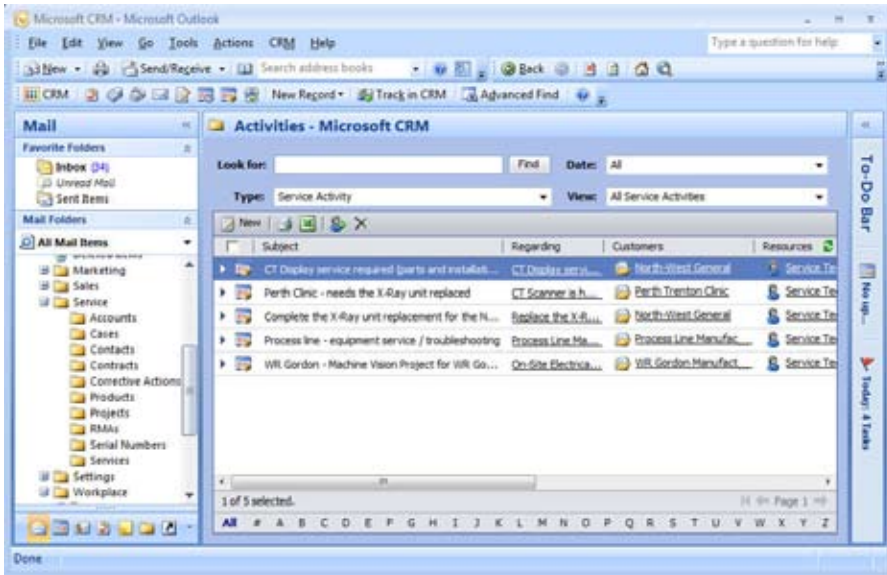 Microsoft CRM - Microsoft Outlook
File Edit View Go Tools Actions CRM Help
Type a question for help
New Send/Receive Search address books Back
CRM New Record Track in CRM Advanced Find
Mail
Activities - Microsoft CRM
Favorite Folders
Inbox (34)
Unread Mail
Sent Items
Look for: Find Date: All
Type: Service Activity View: All Service Activities
Mail Folders
All Mail Items
New
Deleted Items
Subject Regarding Customers Resources
Marketing
Sales
Service
Accounts
Cases
Contacts
Contracts
Corrective Actions
Products
Projects
RMAs
Serial Numbers
Services
Settings
Workplace
CT Display service required (parts and installati... CT Display servi... North-West General Service Te
Perth Clinic - needs the X-Ray unit replaced CT Scanner is h... Perth Trenton Clinic Service Te
Complete the X-Ray unit replacement for the N... Replace the X-R... North-West General Service Te
Process line - equipment service / troubleshooting Process Line Ma... Process Line Manufac... Service Te
WR Gordon - Machine Vision Project for WR Go... On-Site Electrica... WR Gordon Manufact... Service Te
1 of 5 selected.
Page 1
All # A B C D E F G H I J K L M N O P Q R S T U V W X Y Z
To-Do Bar
No up...
Today: 4 Tasks
Done